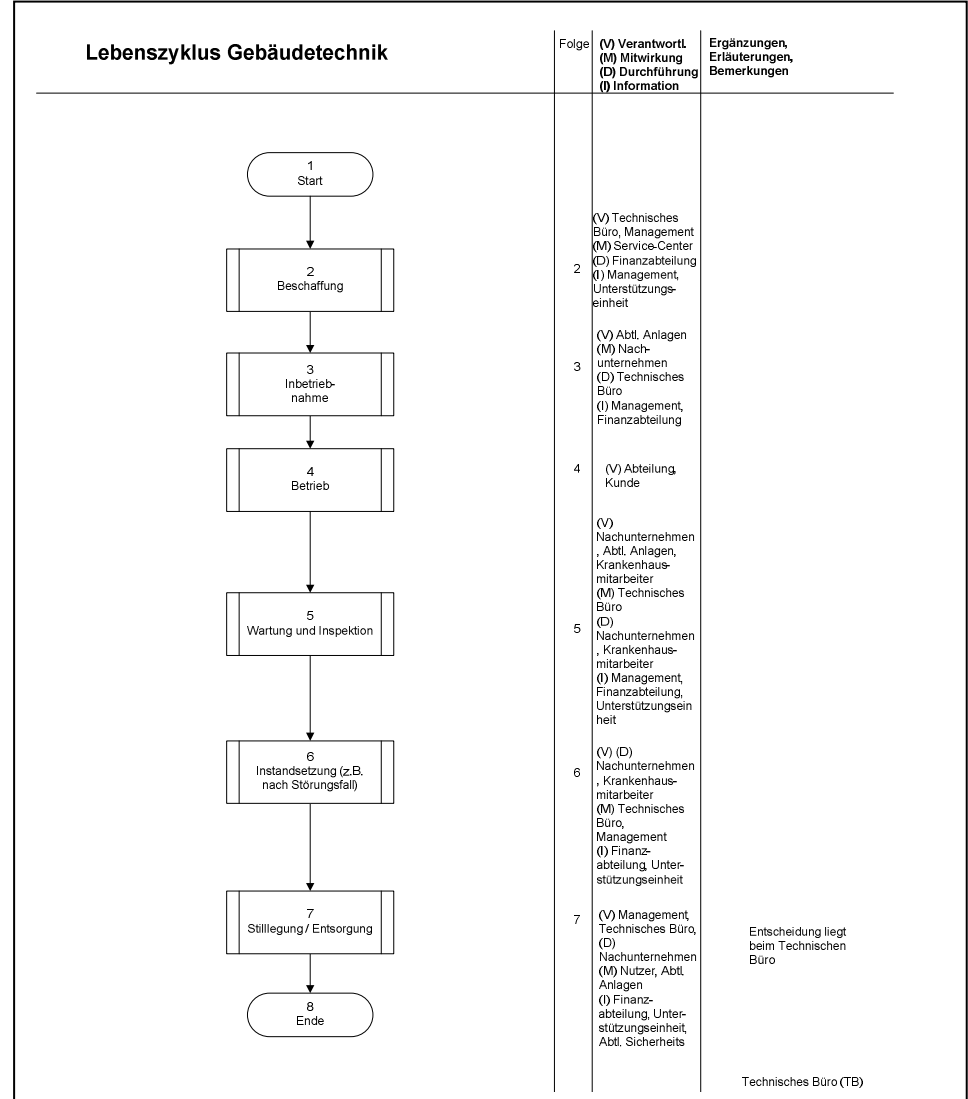 Lebenszyklus Gebäudetechnik
Folge
(V) Verantwortl.
(M) Mitwirkung
(D) Durchführung
(I) Information
Ergänzungen,
Erläuterungen,
Bemerkungen
1
Start
2
Beschaffung
2
(V) Technisches
Büro, Management
(M) Service-Center
(D) Finanzabteilung
(I) Management,
Unterstützungs-
einheit
3
Inbetrieb-
nahme
3
(V) Abtl. Anlagen
(M) Nach-
unternehmen
(D) Technisches
Büro
(I) Management,
Finanzabteilung
4
Betrieb
4
(V) Abteilung,
Kunde
5
Wartung und Inspektion
5
(V)
Nachunternehmen
, Abtl. Anlagen,
Krankenhaus-
mitarbeiter
(M) Technisches
Büro
(D)
Nachunternehmen
, Krankenhaus-
mitarbeiter
(I) Management,
Finanzabteilung,
Unterstützungsein
heit
6
Instandsetzung (z.B.
nach Störungsfall)
6
(V) (D)
Nachunternehmen
, Krankenhaus-
mitarbeiter
(M) Technisches
Büro,
Management
(I) Finanz-
abteilung, Unter-
stützungseinheit
7
Stilllegung / Entsorgung
7
(V) Management,
Technisches Büro,
(D)
Nachunternehmen
(M) Nutzer, Abtl.
Anlagen
(I) Finanz-
abteilung, Unter-
stützungseinheit,
Abtl. Sicherheits
Entscheidung liegt
beim Technischen
Büro
8
Ende
Technisches Büro (TB)